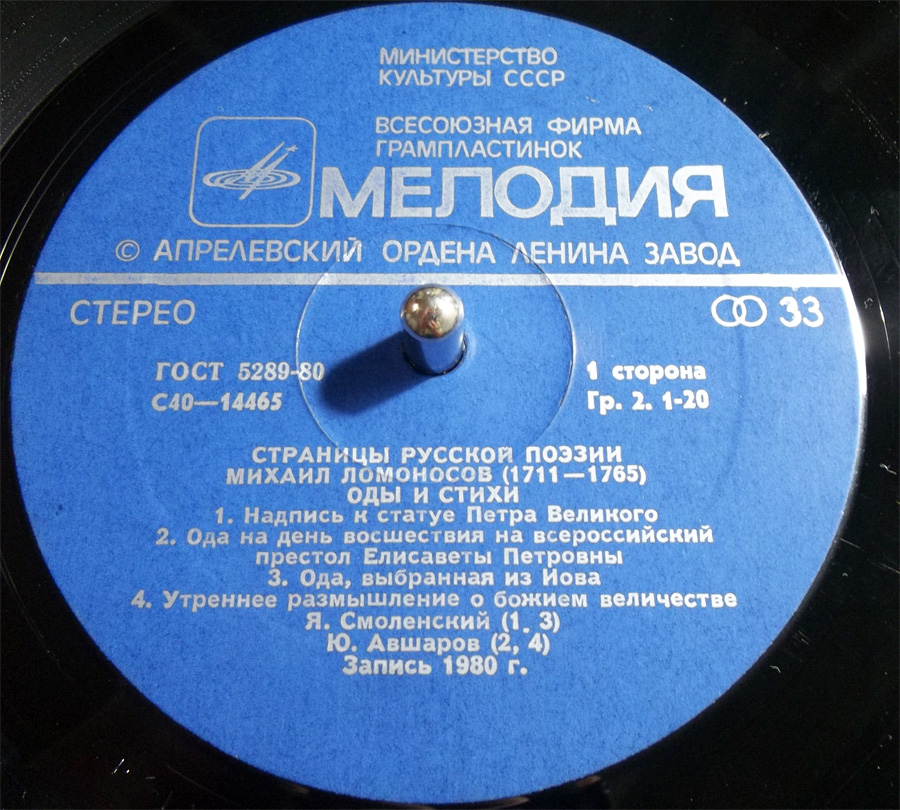 МИНИСТЕРСТВО
КУЛЬТУРЫ СССР
ВСЕСОЮЗНАЯ ФИРМА
ГРАМПЛАСТИНОК
МЕЛОДИЯ
© АПРЕЛЕВСКИЙ ОРДЕНА ЛЕНИНА ЗАВОД
СТЕРЕО
33
ГОСТ 5289-80
С40—14465
1 сторона
Гр. 2. 1-20
СТРАНИЦЫ РУССКОЙ ПОЭЗИИ
МИХАИЛ ЛОМОНОСОВ (1711—1765)
ОДЫ И СТИХИ
1. Надпись к статуе Петра Великого
2. Ода на день восшествия на всероссийский
престол Елисаветы Петровны
3. Ода, выбранная из Иова
4. Утреннее размышление о божием величестве
Я. Смоленский (1, 3)
Ю. Авшаров (2, 4)
Запись 1980 г.